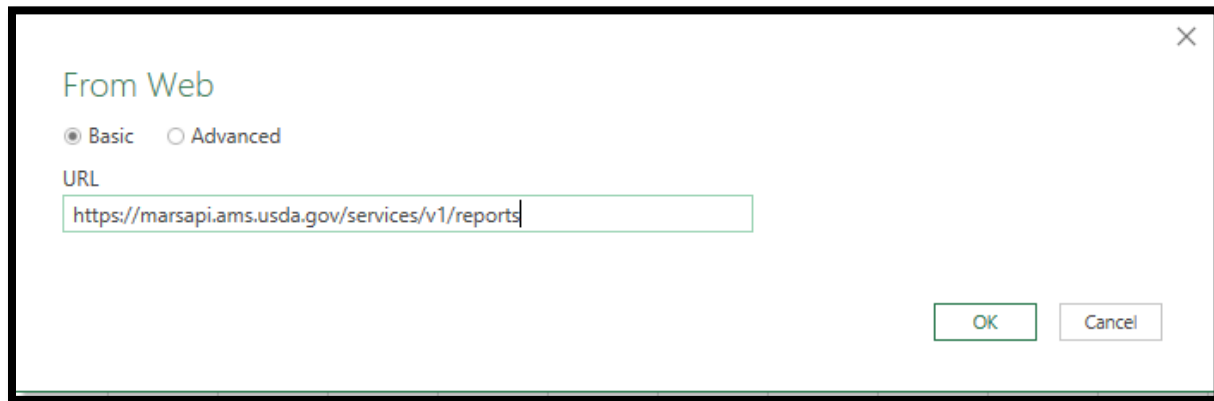 From Web
Basic Advanced
URL
https://marsapi.ams.usda.gov/services/v1/reports
OK Cancel